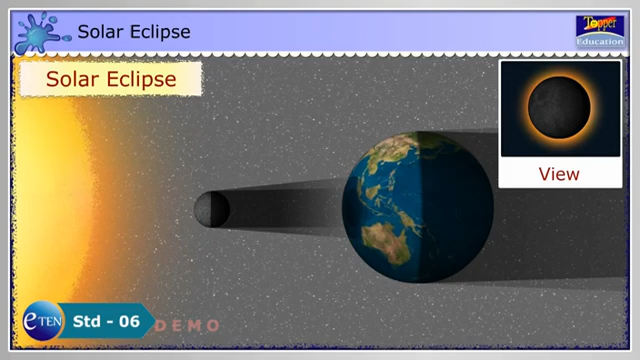 Solar Eclipse
Topper
Education
Solar Eclipse
View
eTEN
Std - 06
DEMO